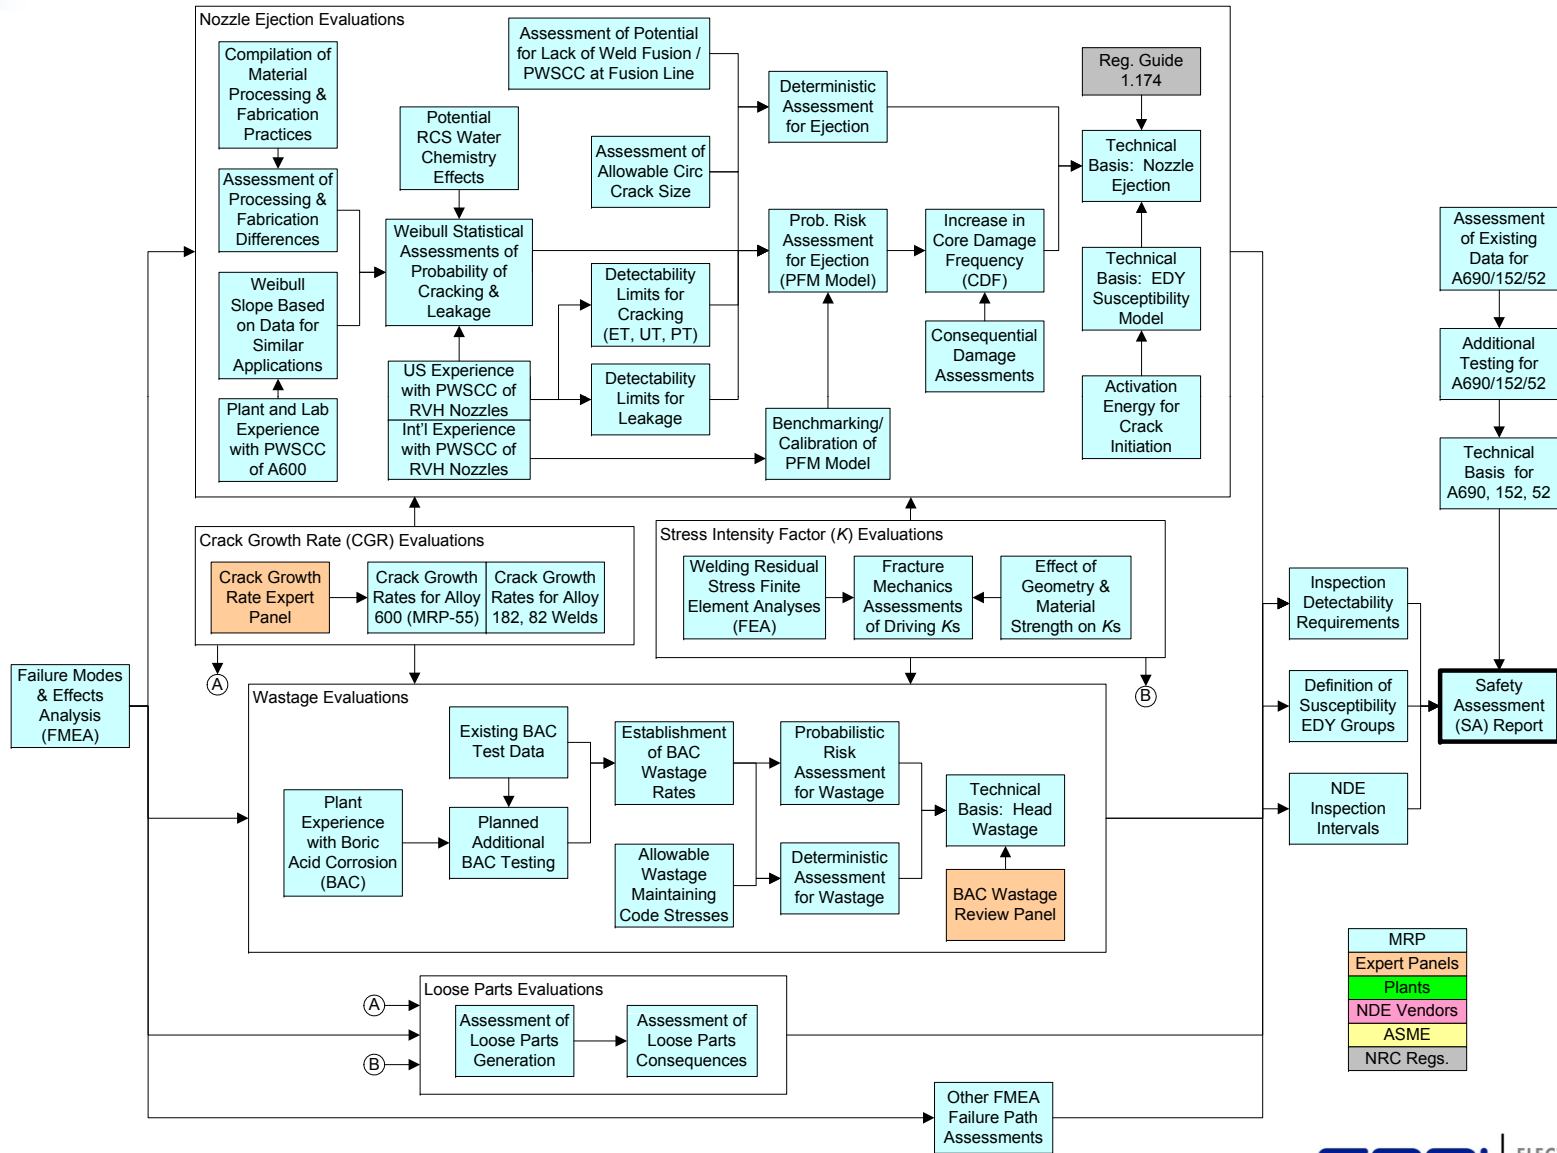 Nozzle Ejection Evaluations
Compilation of
Material
Processing &
Fabrication
Practices
Assessment of
Processing &
Fabrication
Differences
Weibull
Slope Based
on Data for
Similar
Applications
Plant and Lab
Experience
with PWSCC
of A600
Potential
RCS Water
Chemistry
Effects
Weibull Statistical
Assessments of
Probability of
Cracking &
Leakage
US Experience
with PWSCC of
RVH Nozzles
Int'l Experience
with PWSCC of
RVH Nozzles
Assessment of Potential
for Lack of Weld Fusion /
PWSCC at Fusion Line
Assessment of
Allowable Circ
Crack Size
Detectability
Limits for
Cracking
(ET, UT, PT)
Detectability
Limits for
Leakage
Deterministic
Assessment
for Ejection
Prob. Risk
Assessment
for Ejection
(PFM Model)
Benchmarking/
Calibration of
PFM Model
Increase in
Core Damage
Frequency
(CDF)
Consequential
Damage
Assessments
Reg. Guide
1.174
Technical
Basis: Nozzle
Ejection
Technical
Basis: EDY
Susceptibility
Model
Activation
Energy for
Crack
Initiation
Assessment
of Existing
Data for
A690/152/52
Additional
Testing for
A690/152/52
Technical
Basis for
A690, 152, 52
Crack Growth Rate (CGR) Evaluations
Crack Growth
Rate Expert
Panel
Crack Growth
Rates for Alloy
600 (MRP-55)
Crack Growth
Rates for Alloy
182, 82 Welds
A
Stress Intensity Factor (K) Evaluations
Welding Residual
Stress Finite
Element Analyses
(FEA)
Fracture
Mechanics
Assessments
of Driving Ks
Effect of
Geometry &
Material
Strength on Ks
B
Failure Modes
& Effects
Analysis
(FMEA)
Wastage Evaluations
Plant
Experience
with Boric
Acid Corrosion
(BAC)
Existing BAC
Test Data
Planned
Additional
BAC Testing
Establishment
of BAC
Wastage
Rates
Allowable
Wastage
Maintaining
Code Stresses
Probabilistic
Risk
Assessment
for Wastage
Deterministic
Assessment
for Wastage
Technical
Basis: Head
Wastage
BAC Wastage
Review Panel
Inspection
Detectability
Requirements
Definition of
Susceptibility
EDY Groups
NDE
Inspection
Intervals
Safety
Assessment
(SA) Report
A
B
Loose Parts Evaluations
Assessment of
Loose Parts
Generation
Assessment of
Loose Parts
Consequences
Other FMEA
Failure Path
Assessments
MRP
Expert Panels
Plants
NDE Vendors
ASME
NRC Regs.